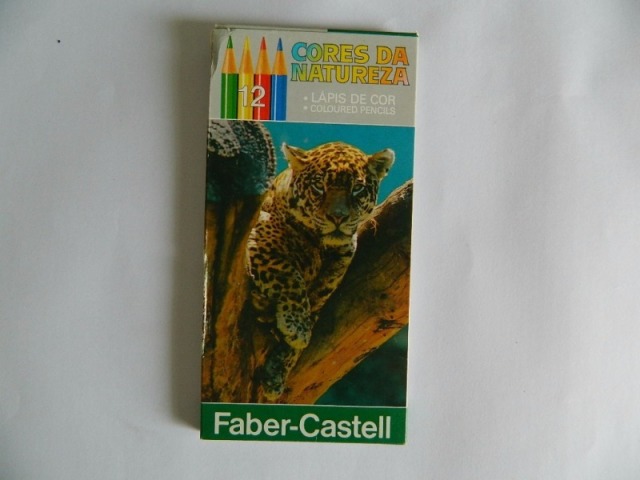 CORES DA
NATUREZA
12
• LÁPIS DE COR
• COLOURED PENCILS
Faber-Castell